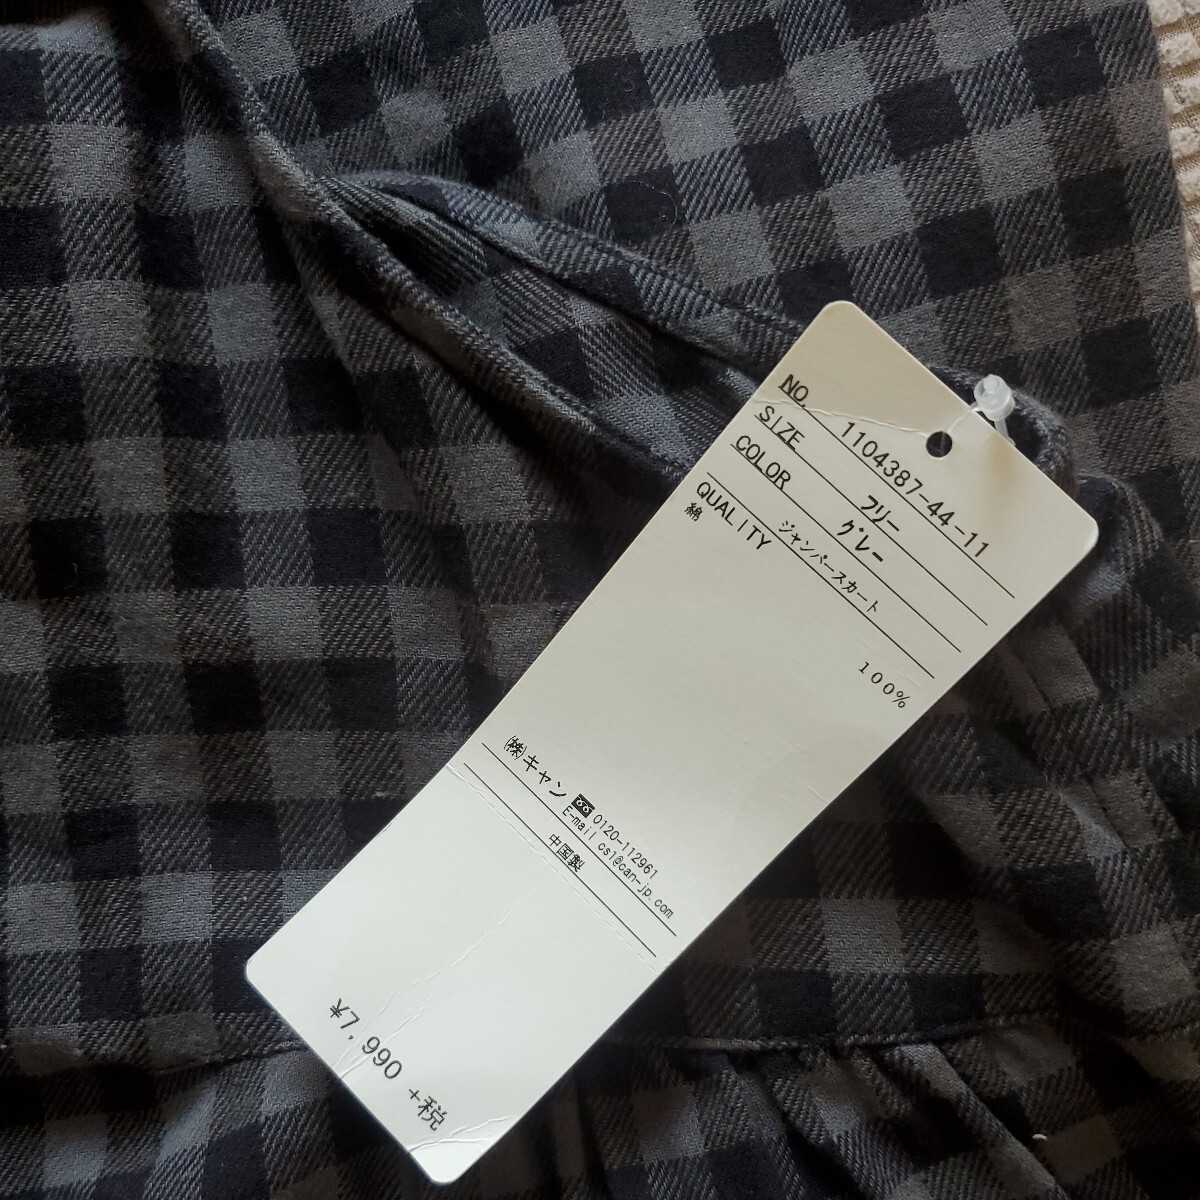 NO. 1104387-44-11
SIZE フリー
COLOR グレー
ジャンパースカート
QUALITY
綿 100%
㈱キャン 0120-112961
E-mail cs1@can-jp.com
中国製
¥7,990 +税